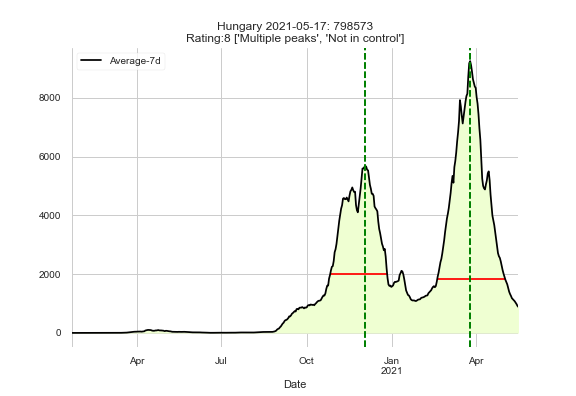 Hungary 2021-05-17: 798573
Rating:8 ['Multiple peaks', 'Not in control']
Average-7d
8000
6000
4000
2000
0
Apr
Jul
Oct
Jan
2021
Apr
Date